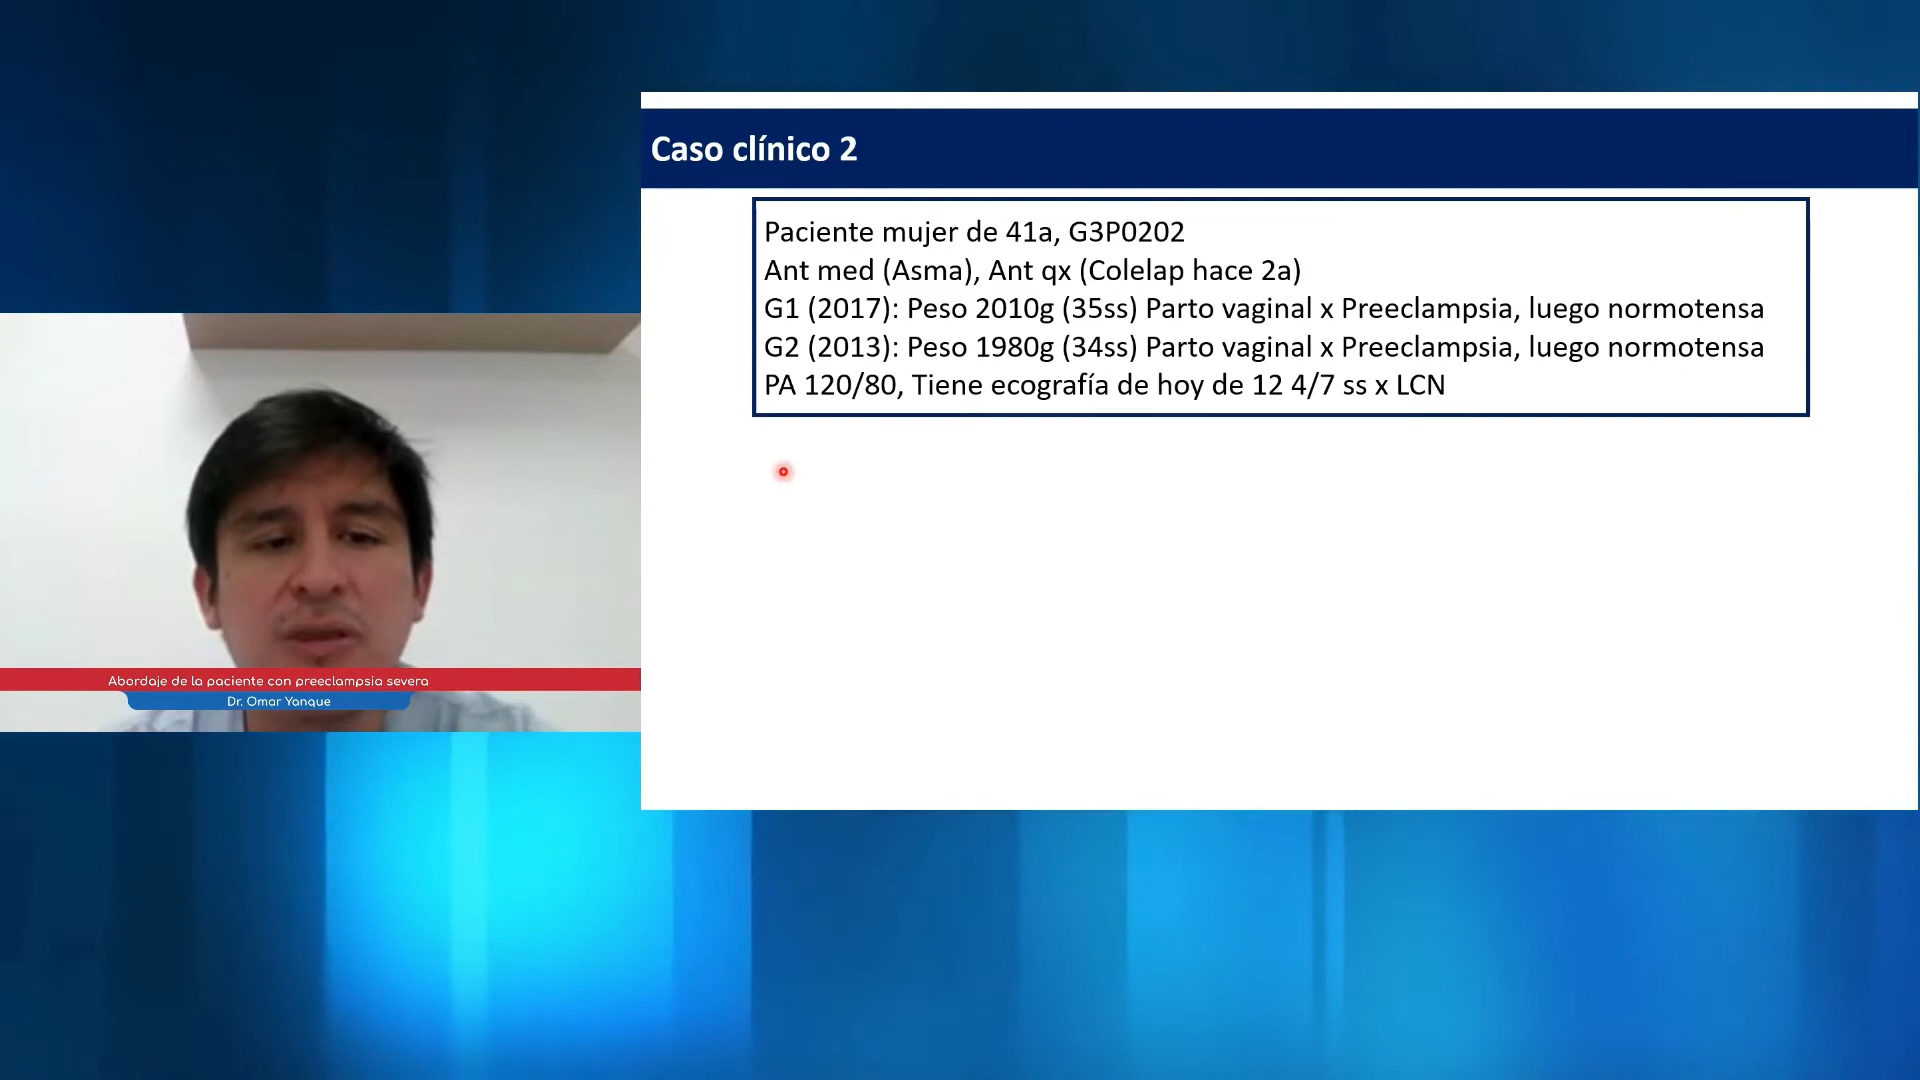 Caso clínico 2
Paciente mujer de 41a, G3P0202
Ant med (Asma), Ant qx (Colelap hace 2a)
G1 (2017): Peso 2010g (35ss) Parto vaginal x Preeclampsia, luego normotensa
G2 (2013): Peso 1980g (34ss) Parto vaginal x Preeclampsia, luego normotensa
PA 120/80, Tiene ecografía de hoy de 12 4/7 ss x LCN
Abordaje de la paciente con preeclampsia severa
Dr. Omar Yanque